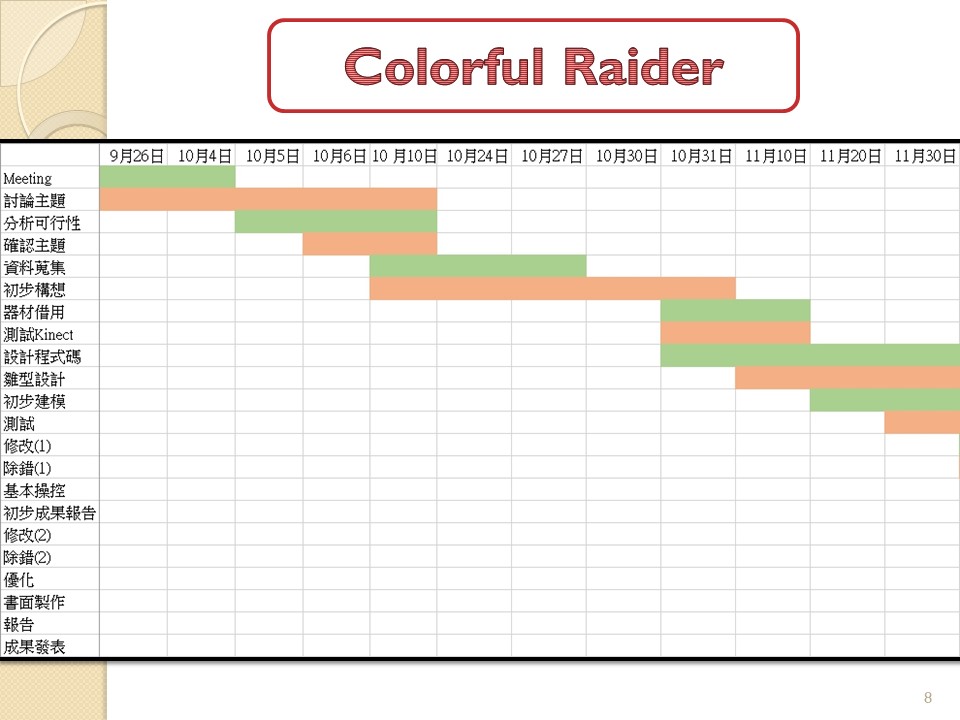 Colorful Raider
9月26日 10月4日 10月5日 10月6日 10 月10日 10月24日 10月27日 10月30日 10月31日 11月10日 11月20日 11月30日
Meeting
討論主題
分析可行性
確認主題
資料蒐集
初步構想
器材借用
測試Kinect
設計程式碼
雛型設計
初步建模
測試
修改(1)
除錯(1)
基本操控
初步成果報告
修改(2)
除錯(2)
優化
書面製作
報告
成果發表
8